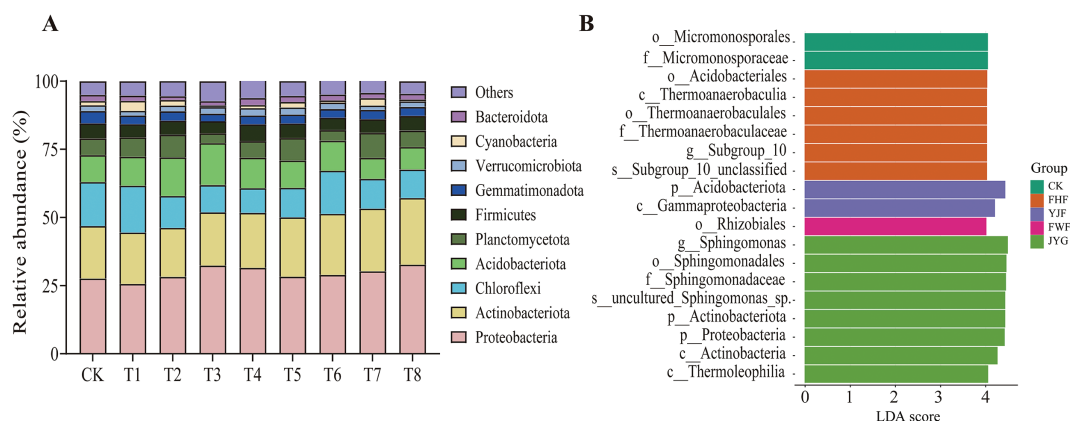 A
Relative abundance (%)
100
75
50
25
0
CK T1 T2 T3 T4 T5 T6 T7 T8
Others
Bacteroidota
Cyanobacteria
Verrucomicrobiota
Gemmatimonadota
Firmicutes
Planctomycetota
Acidobacteriota
Chloroflexi
Actinobacteriota
Proteobacteria
B
o__Micromonosporales
f__Micromonosporaceae
o__Acidobacteriales
c__Thermoanaerobaculia
o__Thermoanaerobaculales
f__Thermoanaerobaculaceae
g__Subgroup_10
s__Subgroup_10_unclassified
p__Acidobacteriota
c__Gammaproteobacteria
o__Rhizobiales
g__Sphingomonas
o__Sphingomonadales
f__Sphingomonadaceae
s__uncultured_Sphingomonas_sp.
p__Actinobacteriota
p__Proteobacteria
c__Actinobacteria
c__Thermoleophilia
0 1 2 3 4
LDA score
Group
CK
FHF
YJF
FWF
JYG